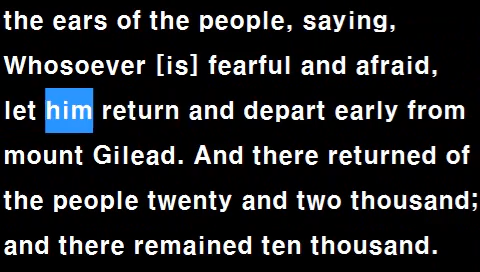 the ears of the people, saying,
Whosoever [is] fearful and afraid,
let him return and depart early from
mount Gilead. And there returned of
the people twenty and two thousand;
and there remained ten thousand.